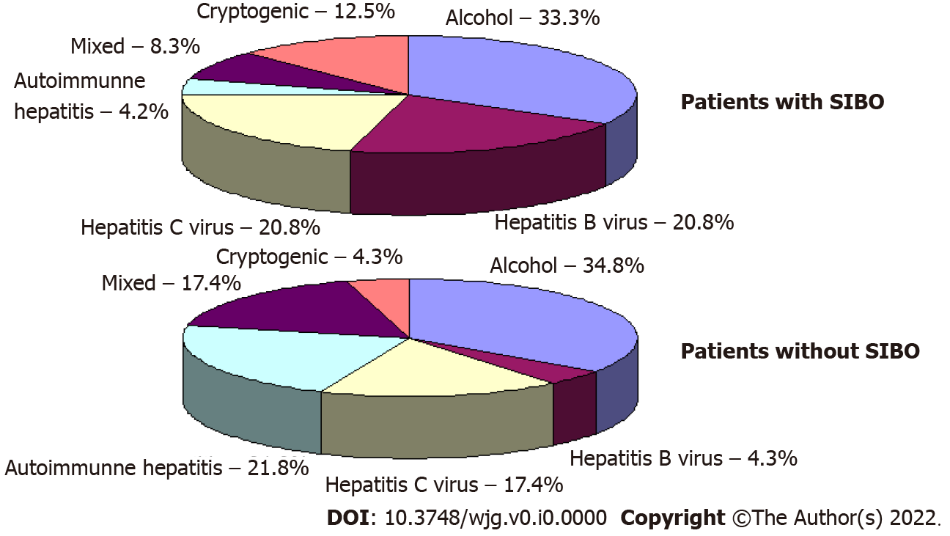 Cryptogenic – 12.5%
Alcohol – 33.3%
Mixed – 8.3%
Autoimmunne
hepatitis – 4.2%
Patients with SIBO
Hepatitis C virus – 20.8%
Hepatitis B virus – 20.8%
Cryptogenic – 4.3%
Alcohol – 34.8%
Mixed – 17.4%
Patients without SIBO
Autoimmunne hepatitis – 21.8%
Hepatitis B virus – 4.3%
Hepatitis C virus – 17.4%
DOI: 10.3748/wjg.v0.i0.0000 Copyright ©The Author(s) 2022.